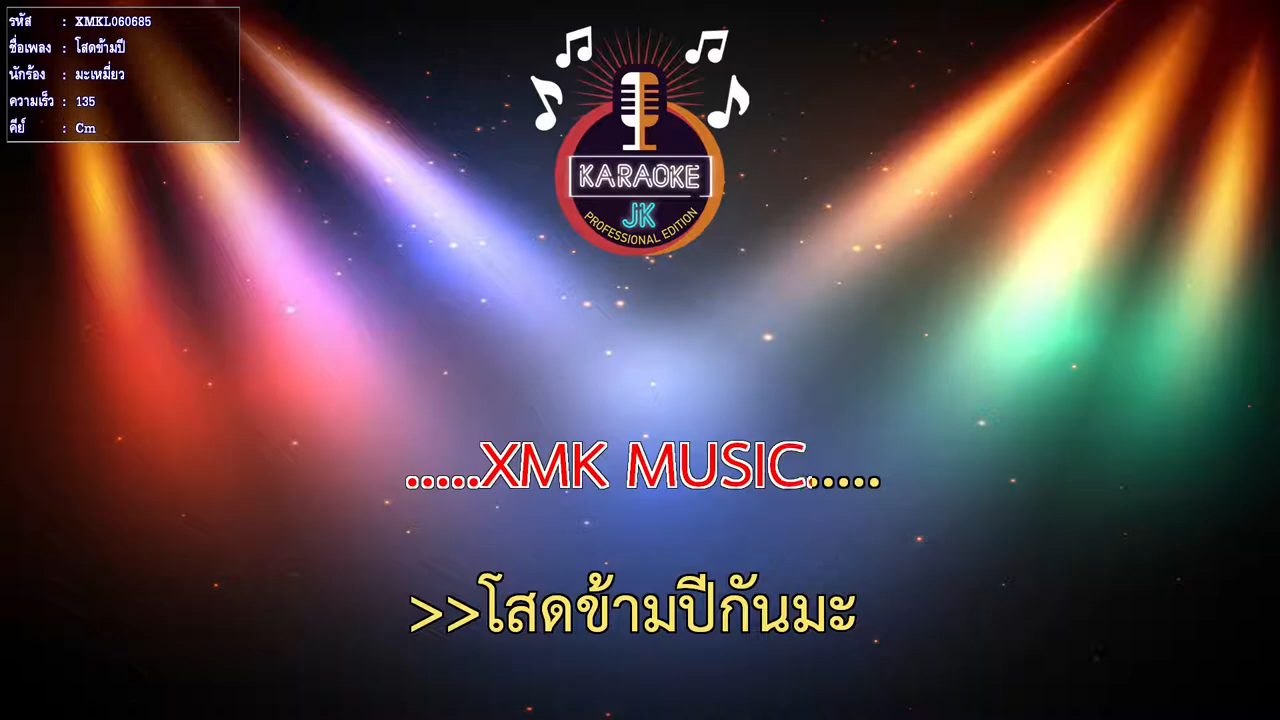 รหัส : XMKL060685
ชื่อเพลง : โสดข้ามปี
นักร้อง : มะเหมี่ยว
ความเร็ว : 135
คีย์ : Cm
KARAOKE
JK
PROFESSIONAL EDITION
.....XMK MUSIC.....
>>โสดข้ามปีกันมะ